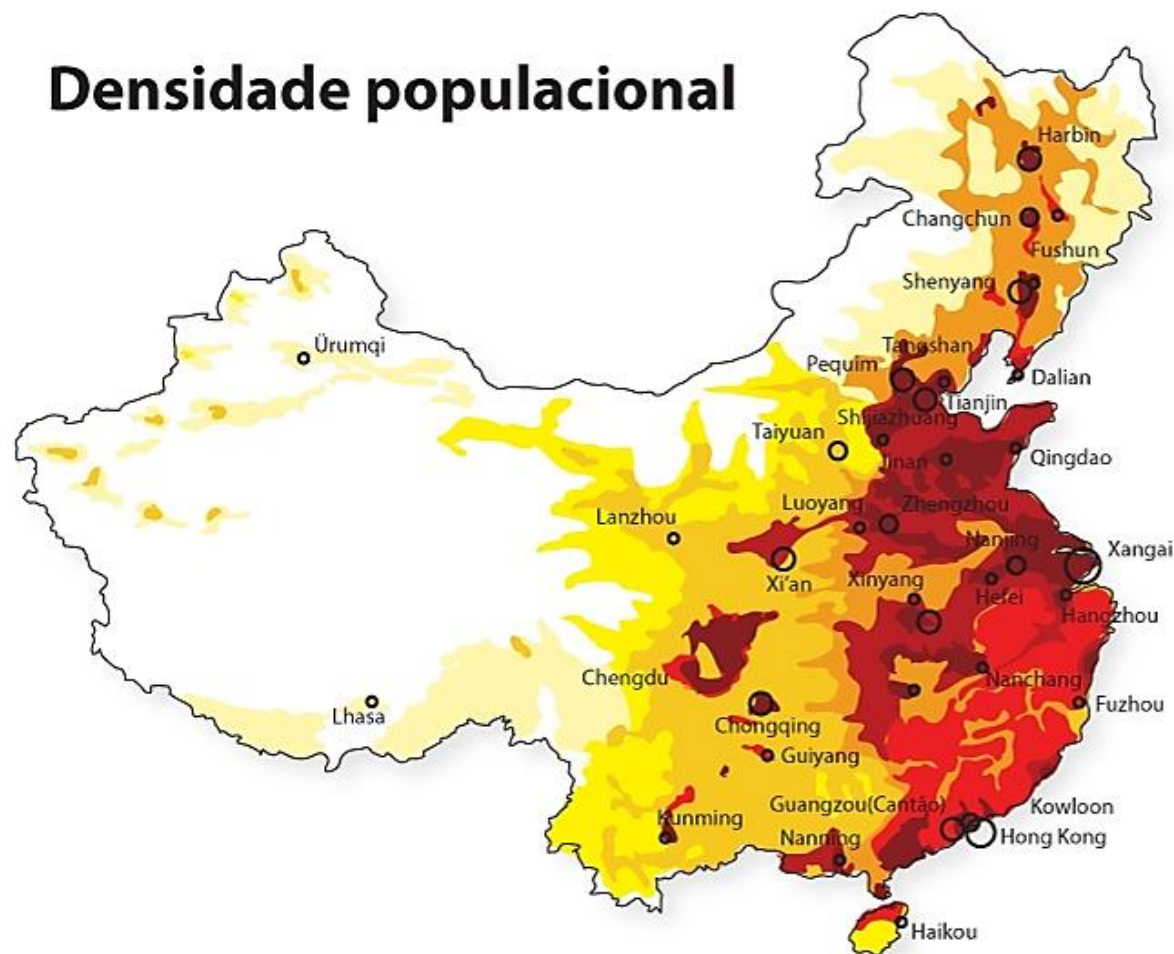 Densidade populacional
Harbin
Changchun
Fushun
Shenyang
Ürumqi
Tangshan
Pequim
Dalian
Tianjin
Shijiazhuang
Taiyuan
Jinan
Qingdao
Luoyang
Zhengzhou
Lanzhou
Nanjing
Xangai
Xi'an
Xinyang
Hefei
Hangzhou
Chengdu
Nanchang
Lhasa
Fuzhou
Chongqing
Guiyang
Guangzou(Cantão)
Kowloon
Kunming
Nanning
Hong Kong
Haikou